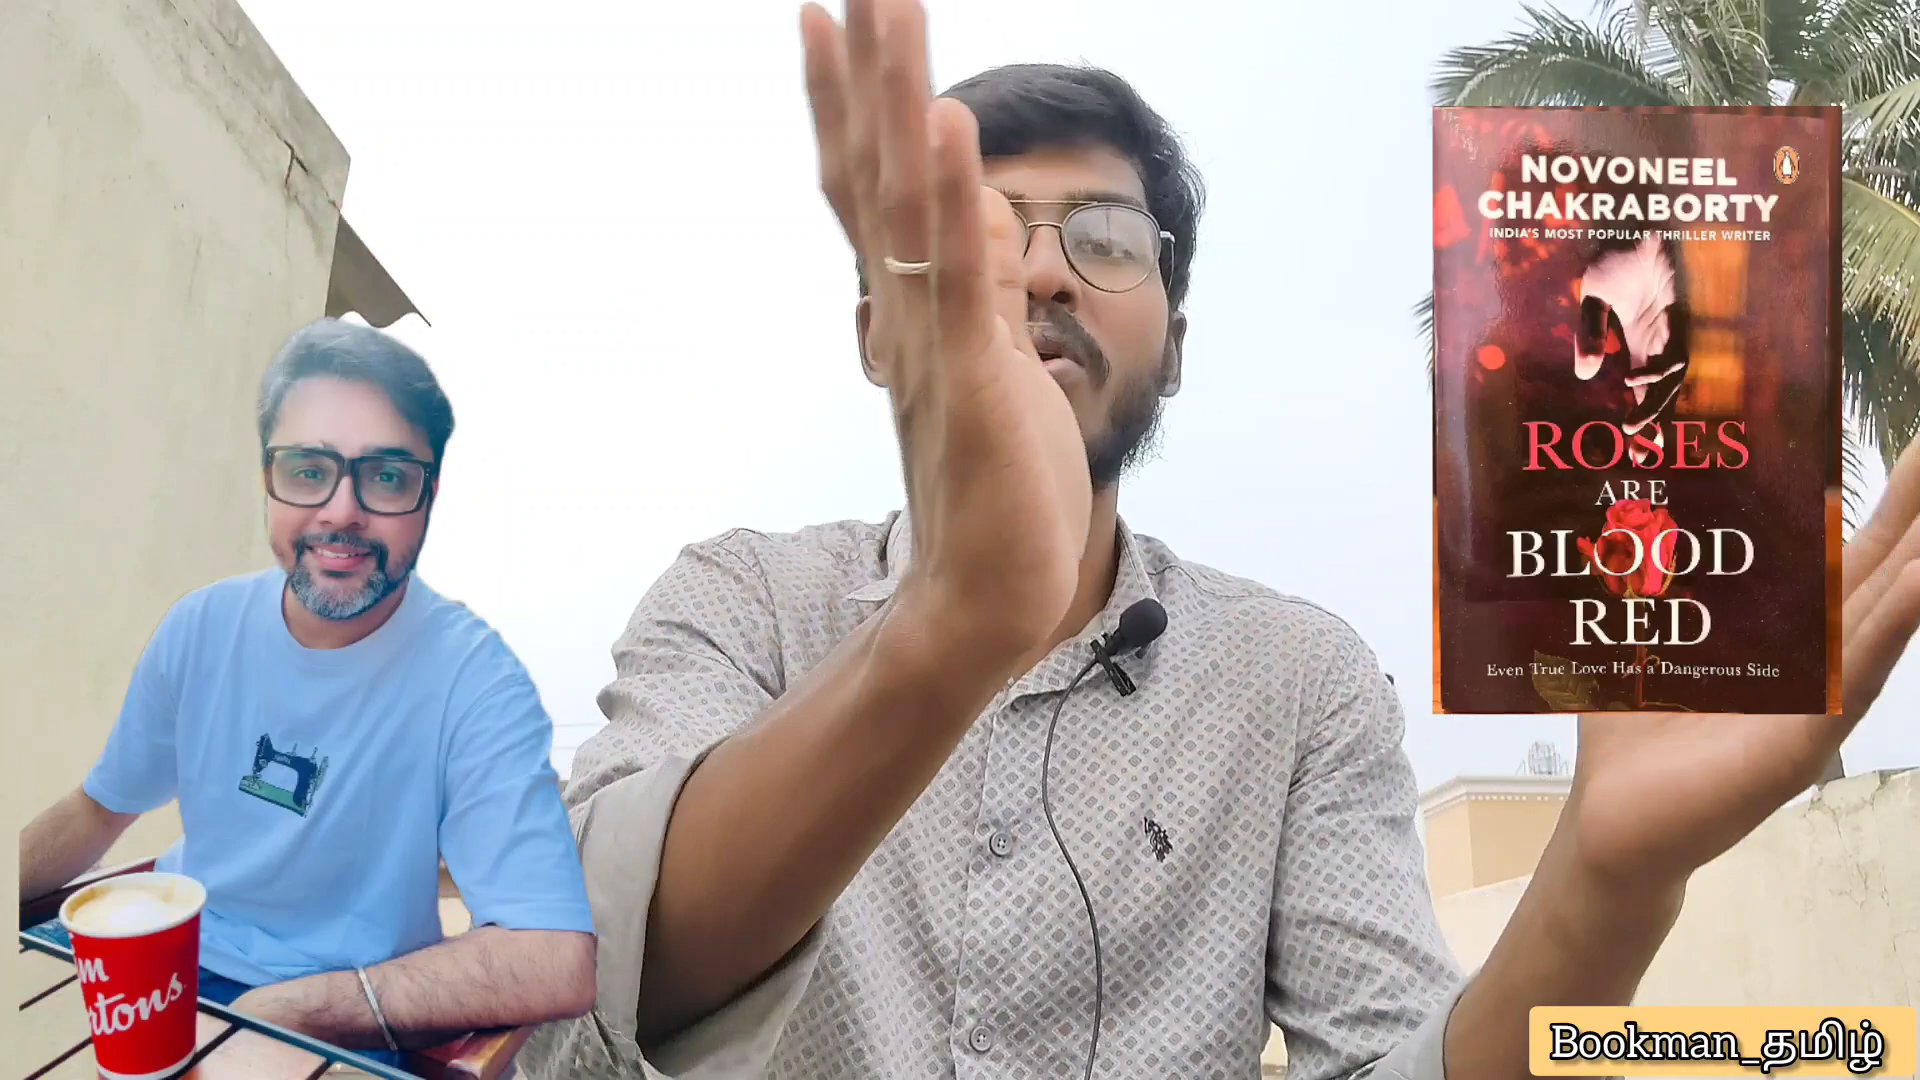 NOVONEEL
CHAKRABORTY
INDIA'S MOST POPULAR THRILLER WRITER
ROSES
ARE
BLOOD
RED
Even True Love Has a Dangerous Side
Bookman_தமிழ்